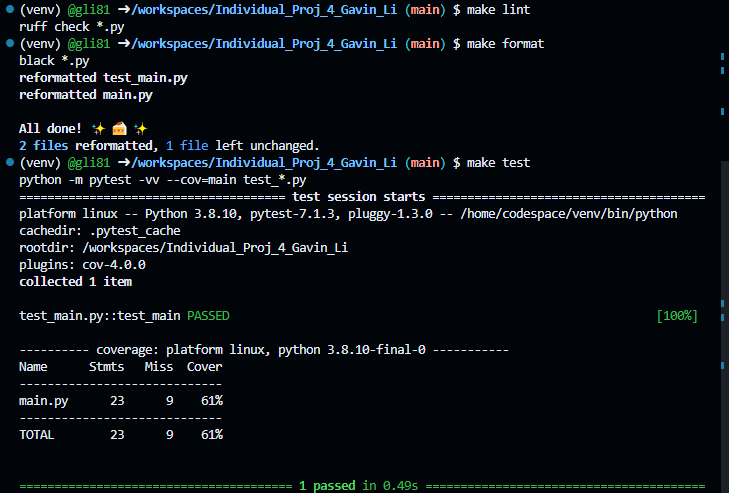 (venv) @gli81 ➜/workspaces/Individual_Proj_4_Gavin_Li (main) $ make lint
ruff check *.py
(venv) @gli81 ➜/workspaces/Individual_Proj_4_Gavin_Li (main) $ make format
black *.py
reformatted test_main.py
reformatted main.py
All done! ✨ 🍰 ✨
2 files reformatted, 1 file left unchanged.
(venv) @gli81 ➜/workspaces/Individual_Proj_4_Gavin_Li (main) $ make test
python -m pytest -vv --cov=main test_*.py
====================================== test session starts =======================================
platform linux -- Python 3.8.10, pytest-7.1.3, pluggy-1.3.0 -- /home/codespace/venv/bin/python
cachedir: .pytest_cache
rootdir: /workspaces/Individual_Proj_4_Gavin_Li
plugins: cov-4.0.0
collected 1 item
test_main.py::test_main PASSED [100%]
---------- coverage: platform linux, python 3.8.10-final-0 -----------
Name Stmts Miss Cover
-----------------------------
main.py 23 9 61%
-----------------------------
TOTAL 23 9 61%
======================================= 1 passed in 0.49s ========================================